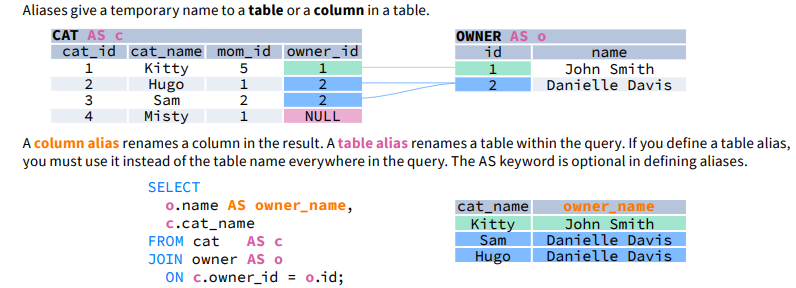 Aliases give a temporary name to a table or a column in a table.
CAT AS c
cat_id cat_name mom_id owner_id
1 Kitty 5 1
2 Hugo 1 2
3 Sam 2 2
4 Misty 1 NULL
OWNER AS o
id name
1 John Smith
2 Danielle Davis
A column alias renames a column in the result. A table alias renames a table within the query. If you define a table alias,
you must use it instead of the table name everywhere in the query. The AS keyword is optional in defining aliases.
SELECT
o.name AS owner_name,
c.cat_name
FROM cat AS c
JOIN owner AS o
ON c.owner_id = o.id;
cat_name owner_name
Kitty John Smith
Sam Danielle Davis
Hugo Danielle Davis